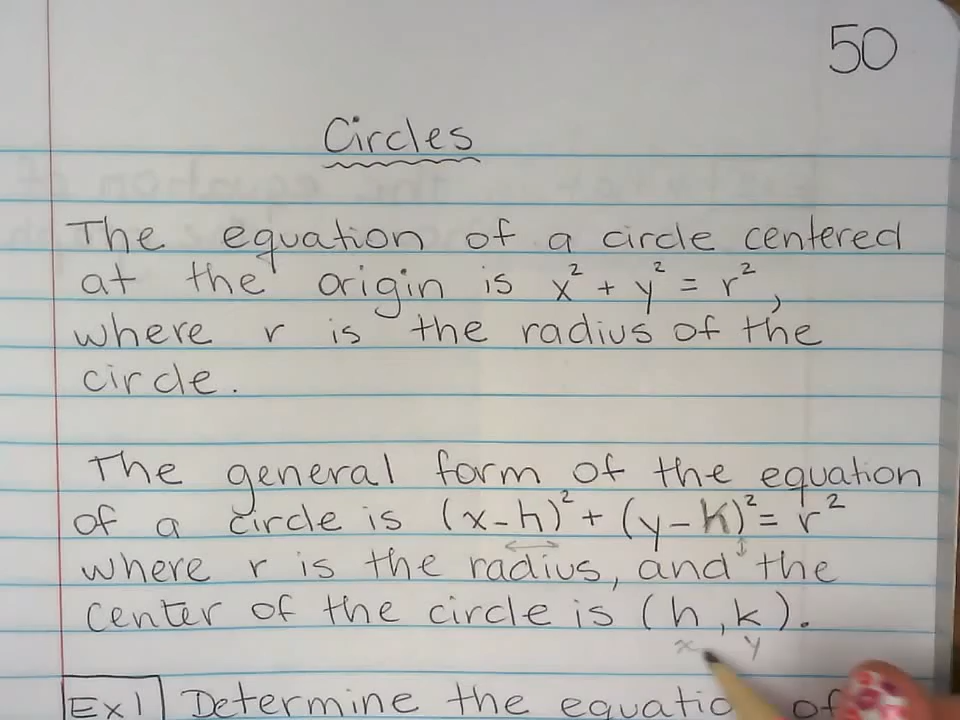 50
Circles
The equation of a circle centered
at the origin is x² + y² = r²,
where r is the radius of the
circle.
The general form of the equation
of a circle is (x-h)² + (y-k)² = r²
where r is the radius, and the
center of the circle is (h, k).
x y
Ex1 Determine the equatio of